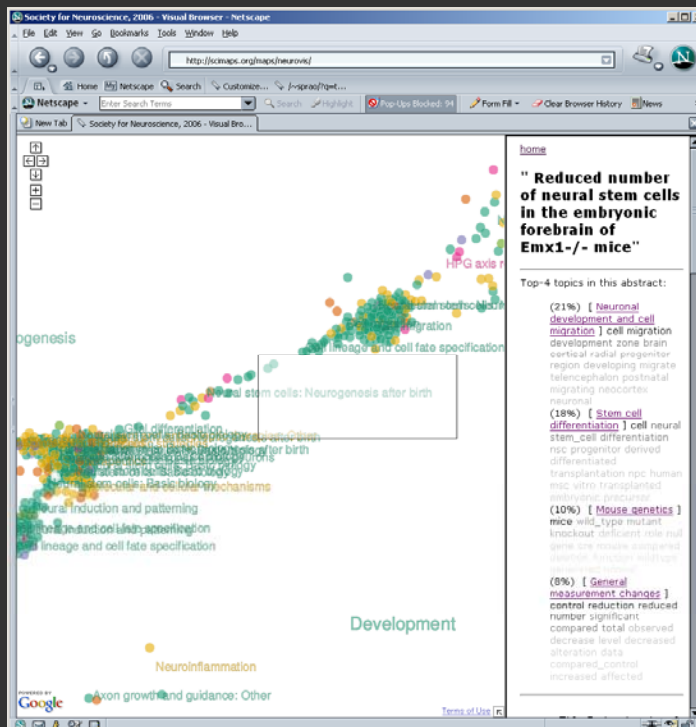 Society for Neuroscience, 2006 - Visual Browser - Netscape
File Edit View Go Bookmarks Tools Window Help
http://scimaps.org/maps/neurovis/
Home Netscape Search Customize... /~sprao/?q=t...
Netscape Enter Search Terms Search Highlight Pop-Ups Blocked: 94 Form Fill Clear Browser History News
New Tab Society for Neuroscience, 2006 - Visual Bro...
home
" Reduced number
of neural stem cells
in the embryonic
forebrain of
Emx1-/- mice"
Top-4 topics in this abstract:
(21%) [ Neuronal
development and cell
migration ] cell migration
development zone brain
cortical radial progenitor
region developing migrate
telencephalon postnatal
migrating neocortex
neuronal
(18%) [ Stem cell
differentiation ] cell neural
stem_cell differentiation
nsc progenitor derived
differentiated
transplantation npc human
msc vitro transplanted
embryonic precursor
(10%) [ Mouse genetics ]
mice wild_type mutant
knockout deficient mie null
gene
(8%) [ General
measurement changes ]
control reduction reduced
number significant
compared total observed
decrease level decreased
alteration data
compared_control
increased affected
HPG axis r
migration
lineage and cell fate specification
ogenesis
stem cells: Neurogenesis after birth
Glial differentiation
after birth
Neural stem cells: Basic biology
and cellular mechanisms
Neural induction and patterning
lineage and cell fate specification
Development
Neuroinflammation
Axon growth and guidance: Other
POWERED BY
Google
Terms of Use